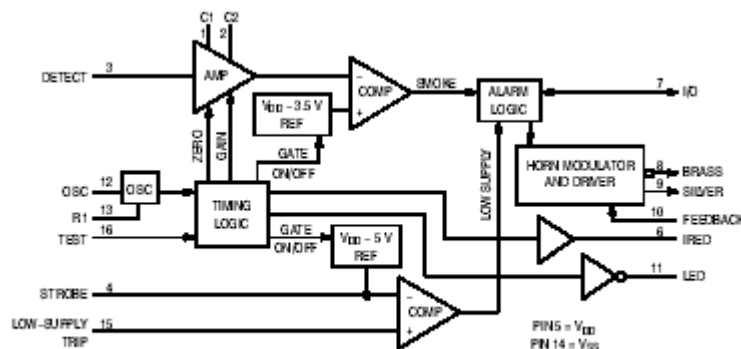 C1 C2
1 2
DETECT 3
AMP
COMP
SMOKE
ALARM
LOGIC
7 I/O
VDD – 3.5 V
REF
ZERO
GAIN
GATE
ON/OFF
LOW SUPPLY
HORN MODULATOR
AND DRIVER
8 BRASS
9 SILVER
10 FEEDBACK
OSC 12
OSC
R1 13
TEST 16
TIMING
LOGIC
GATE
ON/OFF
VDD – 5 V
REF
6 IRED
11 LED
STROBE 4
COMP
LOW–SUPPLY 15
TRIP
PIN 5 = VDD
PIN 14 = VSS
– +
– +